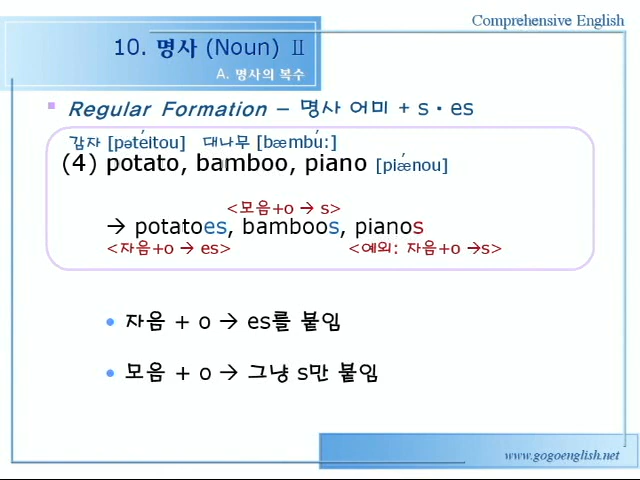 Comprehensive English
10. 명사 (Noun) Ⅱ
A. 명사의 복수
Regular Formation – 명사 어미 + s · es
감자 [pətéitou] 대나무 [bæmbú:]
(4) potato, bamboo, piano [piǽnou]
<모음+o → s>
→ potatoes, bamboos, pianos
<자음+o → es> <예외: 자음+o →s>
• 자음 + o → es를 붙임
• 모음 + o → 그냥 s만 붙임
www.gogoenglish.net